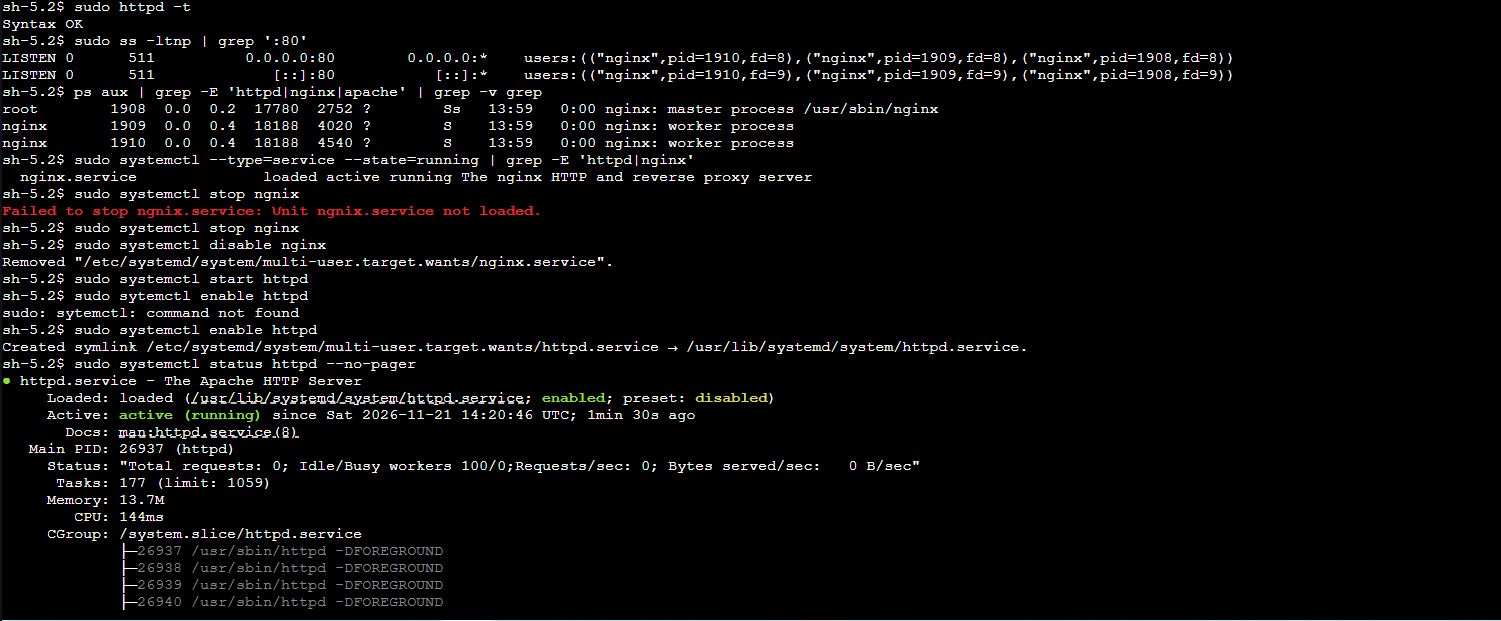 sh-5.2$ sudo httpd -t
Syntax OK
sh-5.2$ sudo ss -ltnp | grep ':80'
LISTEN 0      511          0.0.0.0:80        0.0.0.0:*    users:(("nginx",pid=1910,fd=8),("nginx",pid=1909,fd=8),("nginx",pid=1908,fd=8))
LISTEN 0      511             [::]:80           [::]:*    users:(("nginx",pid=1910,fd=9),("nginx",pid=1909,fd=9),("nginx",pid=1908,fd=9))
sh-5.2$ ps aux | grep -E 'httpd|nginx|apache' | grep -v grep
root        1908  0.0  0.2  17780  2752 ?        Ss   13:59   0:00 nginx: master process /usr/sbin/nginx
nginx       1909  0.0  0.4  18188  4020 ?        S    13:59   0:00 nginx: worker process
nginx       1910  0.0  0.4  18188  4540 ?        S    13:59   0:00 nginx: worker process
sh-5.2$ sudo systemctl --type=service --state=running | grep -E 'httpd|nginx'
  nginx.service              loaded active running The nginx HTTP and reverse proxy server
sh-5.2$ sudo systemctl stop ngnix
Failed to stop ngnix.service: Unit ngnix.service not loaded.
sh-5.2$ sudo systemctl stop nginx
sh-5.2$ sudo systemctl disable nginx
Removed "/etc/systemd/system/multi-user.target.wants/nginx.service".
sh-5.2$ sudo systemctl start httpd
sh-5.2$ sudo sytemctl enable httpd
sudo: sytemctl: command not found
sh-5.2$ sudo systemctl enable httpd
Created symlink /etc/systemd/system/multi-user.target.wants/httpd.service → /usr/lib/systemd/system/httpd.service.
sh-5.2$ sudo systemctl status httpd --no-pager
● httpd.service - The Apache HTTP Server
     Loaded: loaded (/usr/lib/systemd/system/httpd.service; enabled; preset: disabled)
     Active: active (running) since Sat 2026-11-21 14:20:46 UTC; 1min 30s ago
       Docs: man:httpd.service(8)
   Main PID: 26937 (httpd)
     Status: "Total requests: 0; Idle/Busy workers 100/0;Requests/sec: 0; Bytes served/sec:   0 B/sec"
      Tasks: 177 (limit: 1059)
     Memory: 13.7M
        CPU: 144ms
     CGroup: /system.slice/httpd.service
             ├─26937 /usr/sbin/httpd -DFOREGROUND
             ├─26938 /usr/sbin/httpd -DFOREGROUND
             ├─26939 /usr/sbin/httpd -DFOREGROUND
             ├─26940 /usr/sbin/httpd -DFOREGROUND